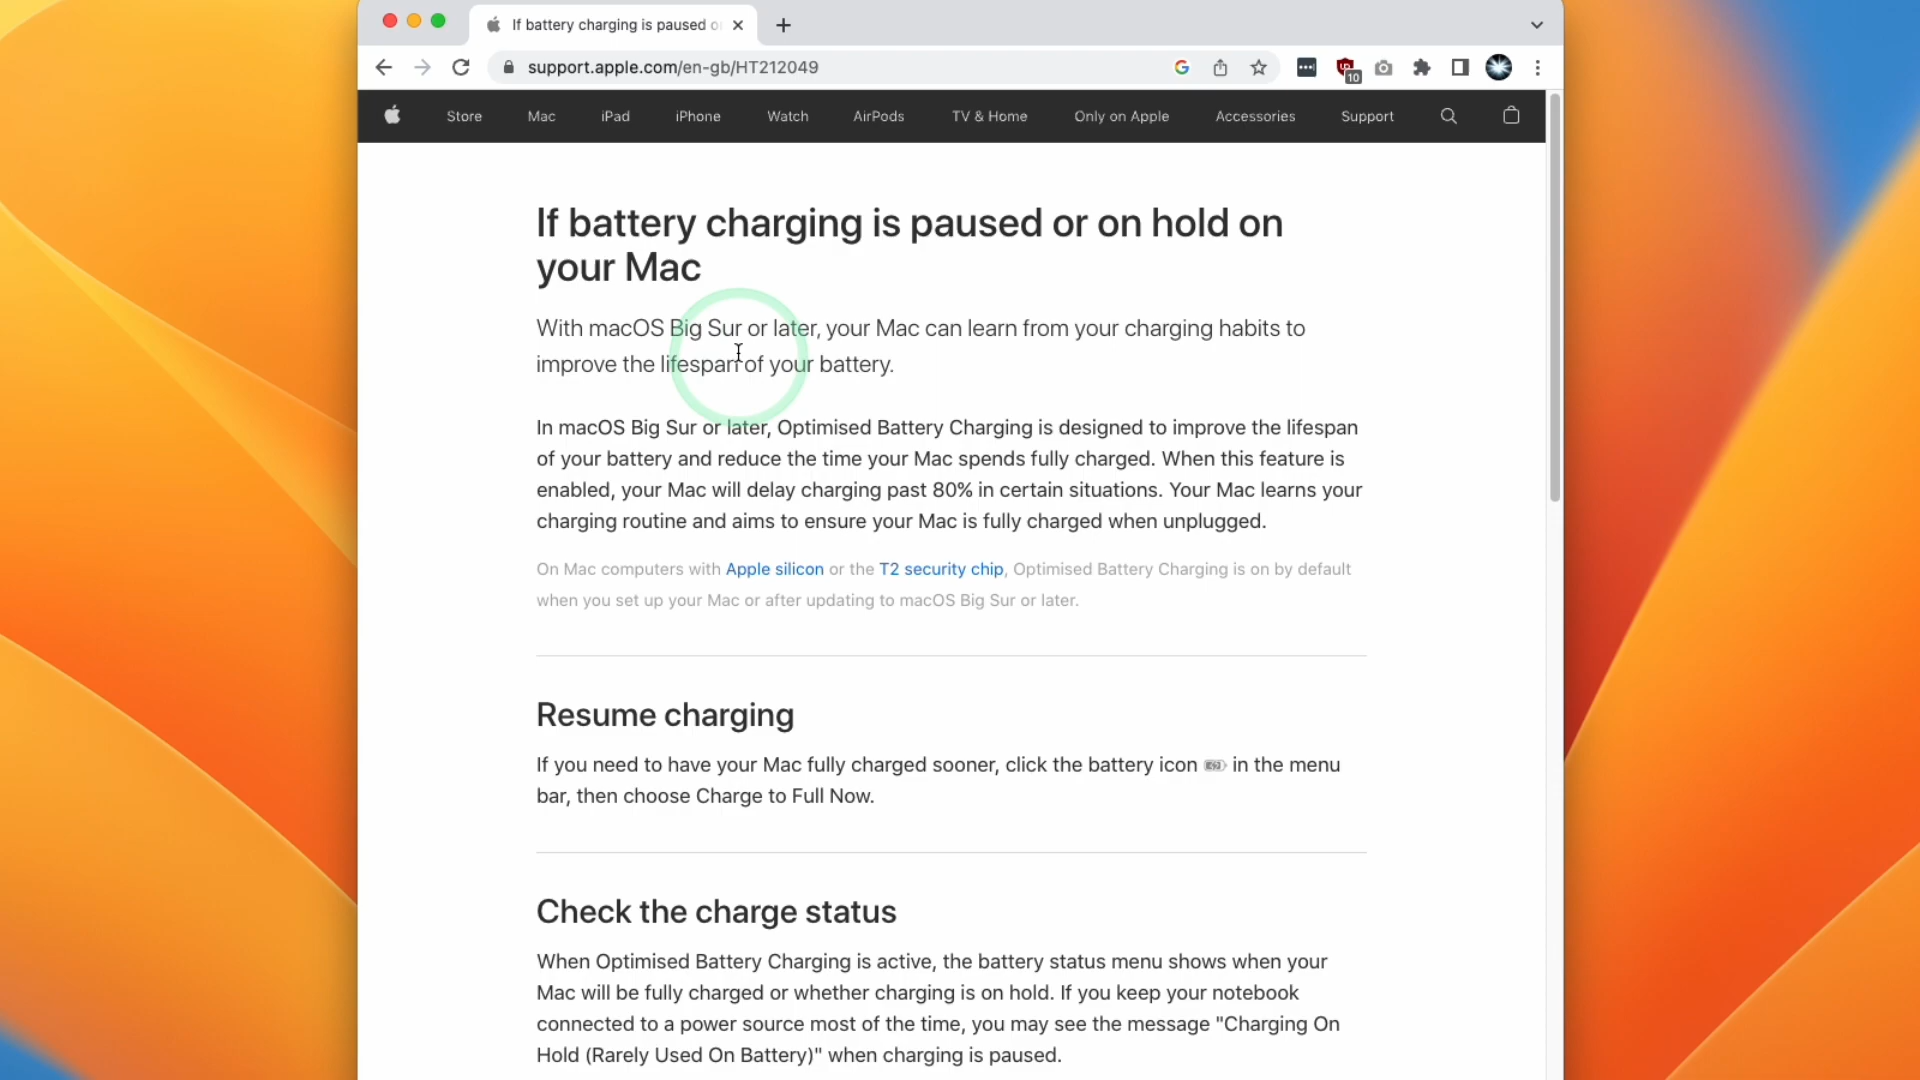 If battery charging is paused o
support.apple.com/en-gb/HT212049
10
Store Mac iPad iPhone Watch AirPods TV & Home Only on Apple Accessories Support
If battery charging is paused or on hold on
your Mac
With macOS Big Sur or later, your Mac can learn from your charging habits to
improve the lifespan of your battery.
In macOS Big Sur or later, Optimised Battery Charging is designed to improve the lifespan
of your battery and reduce the time your Mac spends fully charged. When this feature is
enabled, your Mac will delay charging past 80% in certain situations. Your Mac learns your
charging routine and aims to ensure your Mac is fully charged when unplugged.
On Mac computers with Apple silicon or the T2 security chip, Optimised Battery Charging is on by default
when you set up your Mac or after updating to macOS Big Sur or later.
Resume charging
If you need to have your Mac fully charged sooner, click the battery icon in the menu
bar, then choose Charge to Full Now.
Check the charge status
When Optimised Battery Charging is active, the battery status menu shows when your
Mac will be fully charged or whether charging is on hold. If you keep your notebook
connected to a power source most of the time, you may see the message "Charging On
Hold (Rarely Used On Battery)" when charging is paused.